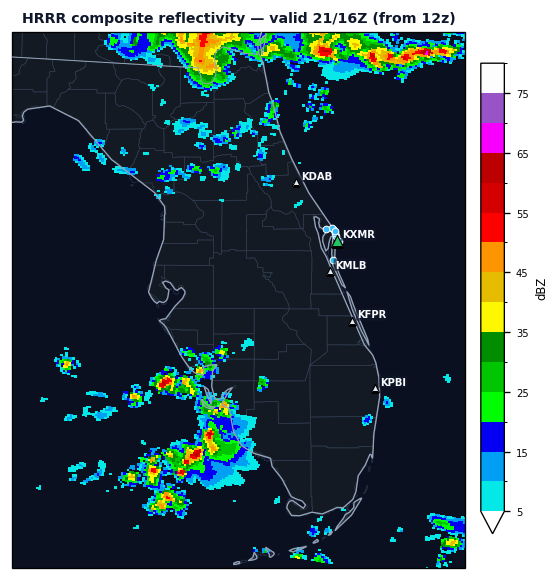 HRRR composite reflectivity — valid 21/16Z (from 12z)
75
65
55
45
35
25
15
5
dBZ
KDAB
KXMR
KMLB
KFPR
KPBI